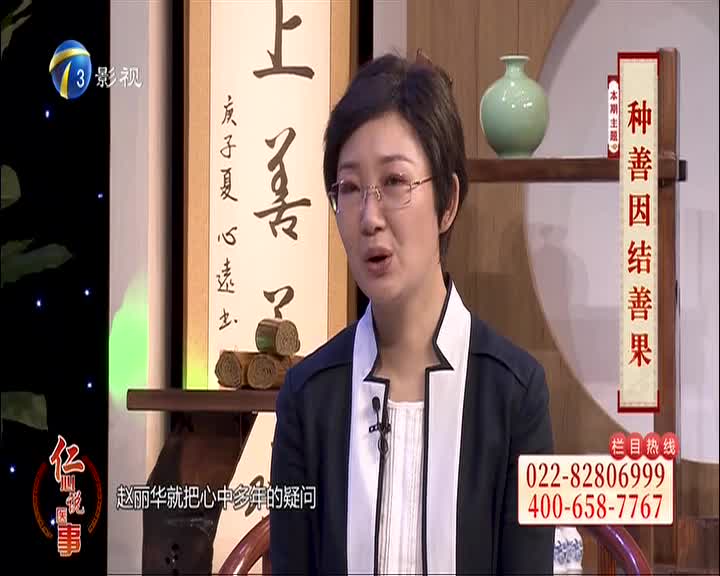 3 影视
上善
庚子夏心远书
本期主题
种善因结善果
仁心说医事
赵丽华就把心中多年的疑问
栏目热线
022-82806999
400-658-7767